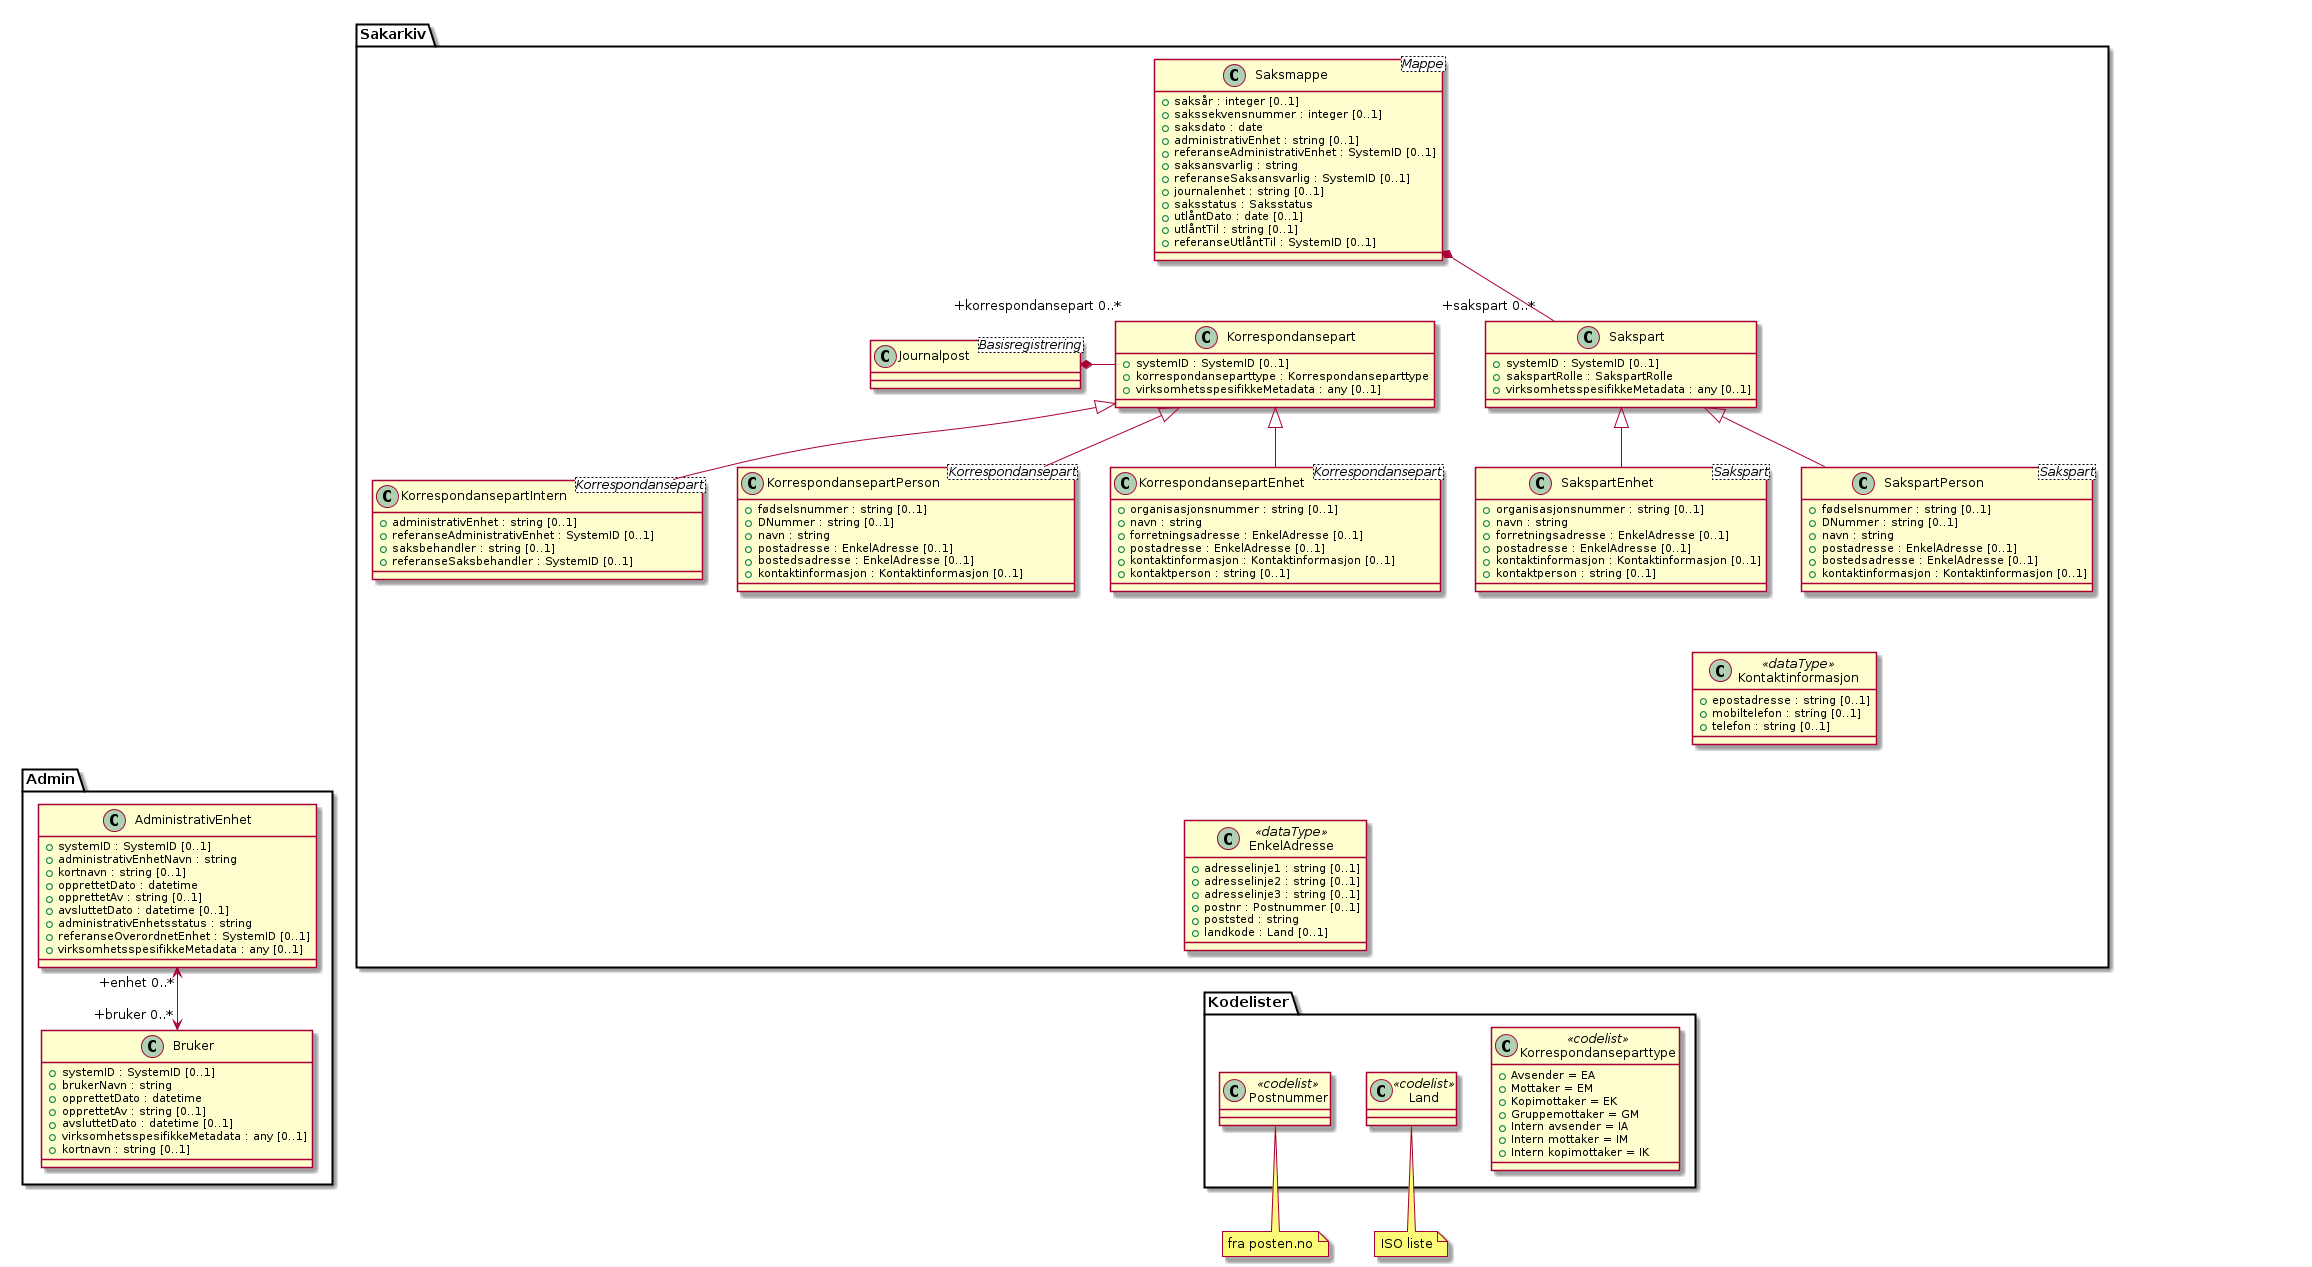 Sakarkiv
Mappe
C Saksmappe
saksår : integer [0..1]
sakssekvensnummer : integer [0..1]
saksdato : date
administrativEnhet : string [0..1]
referanseAdministrativEnhet : SystemID [0..1]
saksansvarlig : string
referanseSaksansvarlig : SystemID [0..1]
journalenhet : string [0..1]
saksstatus : Saksstatus
utlåntDato : date [0..1]
utlåntTil : string [0..1]
referanseUtlåntTil : SystemID [0..1]
+korrespondansepart 0..*
+sakspart 0..*
Basisregistrering
C Journalpost
C Korrespondansepart
systemID : SystemID [0..1]
korrespondanseparttype : Korrespondanseparttype
virksomhetsspesifikkeMetadata : any [0..1]
C Sakspart
systemID : SystemID [0..1]
sakspartRolle : SakspartRolle
virksomhetsspesifikkeMetadata : any [0..1]
Korrespondansepart
C KorrespondansepartIntern
administrativEnhet : string [0..1]
referanseAdministrativEnhet : SystemID [0..1]
saksbehandler : string [0..1]
referanseSaksbehandler : SystemID [0..1]
Korrespondansepart
C KorrespondansepartPerson
fødselsnummer : string [0..1]
DNummer : string [0..1]
navn : string
postadresse : EnkelAdresse [0..1]
bostedsadresse : EnkelAdresse [0..1]
kontaktinformasjon : Kontaktinformasjon [0..1]
Korrespondansepart
C KorrespondansepartEnhet
organisasjonsnummer : string [0..1]
navn : string
forretningsadresse : EnkelAdresse [0..1]
postadresse : EnkelAdresse [0..1]
kontaktinformasjon : Kontaktinformasjon [0..1]
kontaktperson : string [0..1]
Sakspart
C SakspartEnhet
organisasjonsnummer : string [0..1]
navn : string
forretningsadresse : EnkelAdresse [0..1]
postadresse : EnkelAdresse [0..1]
kontaktinformasjon : Kontaktinformasjon [0..1]
kontaktperson : string [0..1]
Sakspart
C SakspartPerson
fødselsnummer : string [0..1]
DNummer : string [0..1]
navn : string
postadresse : EnkelAdresse [0..1]
bostedsadresse : EnkelAdresse [0..1]
kontaktinformasjon : Kontaktinformasjon [0..1]
«dataType»
C Kontaktinformasjon
epostadresse : string [0..1]
mobiltelefon : string [0..1]
telefon : string [0..1]
«dataType»
C EnkelAdresse
adresselinje1 : string [0..1]
adresselinje2 : string [0..1]
adresselinje3 : string [0..1]
postnr : Postnummer [0..1]
poststed : string
landkode : Land [0..1]
Admin
C AdministrativEnhet
systemID : SystemID [0..1]
administrativEnhetNavn : string
kortnavn : string [0..1]
opprettetDato : datetime
opprettetAv : string [0..1]
avsluttetDato : datetime [0..1]
administrativEnhetsstatus : string
referanseOverordnetEnhet : SystemID [0..1]
virksomhetsspesifikkeMetadata : any [0..1]
+enhet 0..*
+bruker 0..*
C Bruker
systemID : SystemID [0..1]
brukerNavn : string
opprettetDato : datetime
opprettetAv : string [0..1]
avsluttetDato : datetime [0..1]
virksomhetsspesifikkeMetadata : any [0..1]
kortnavn : string [0..1]
Kodelister
«codelist»
C Postnummer
«codelist»
C Land
«codelist»
C Korrespondanseparttype
Avsender = EA
Mottaker = EM
Kopimottaker = EK
Gruppemottaker = GM
Intern avsender = IA
Intern mottaker = IM
Intern kopimottaker = IK
fra posten.no
ISO liste